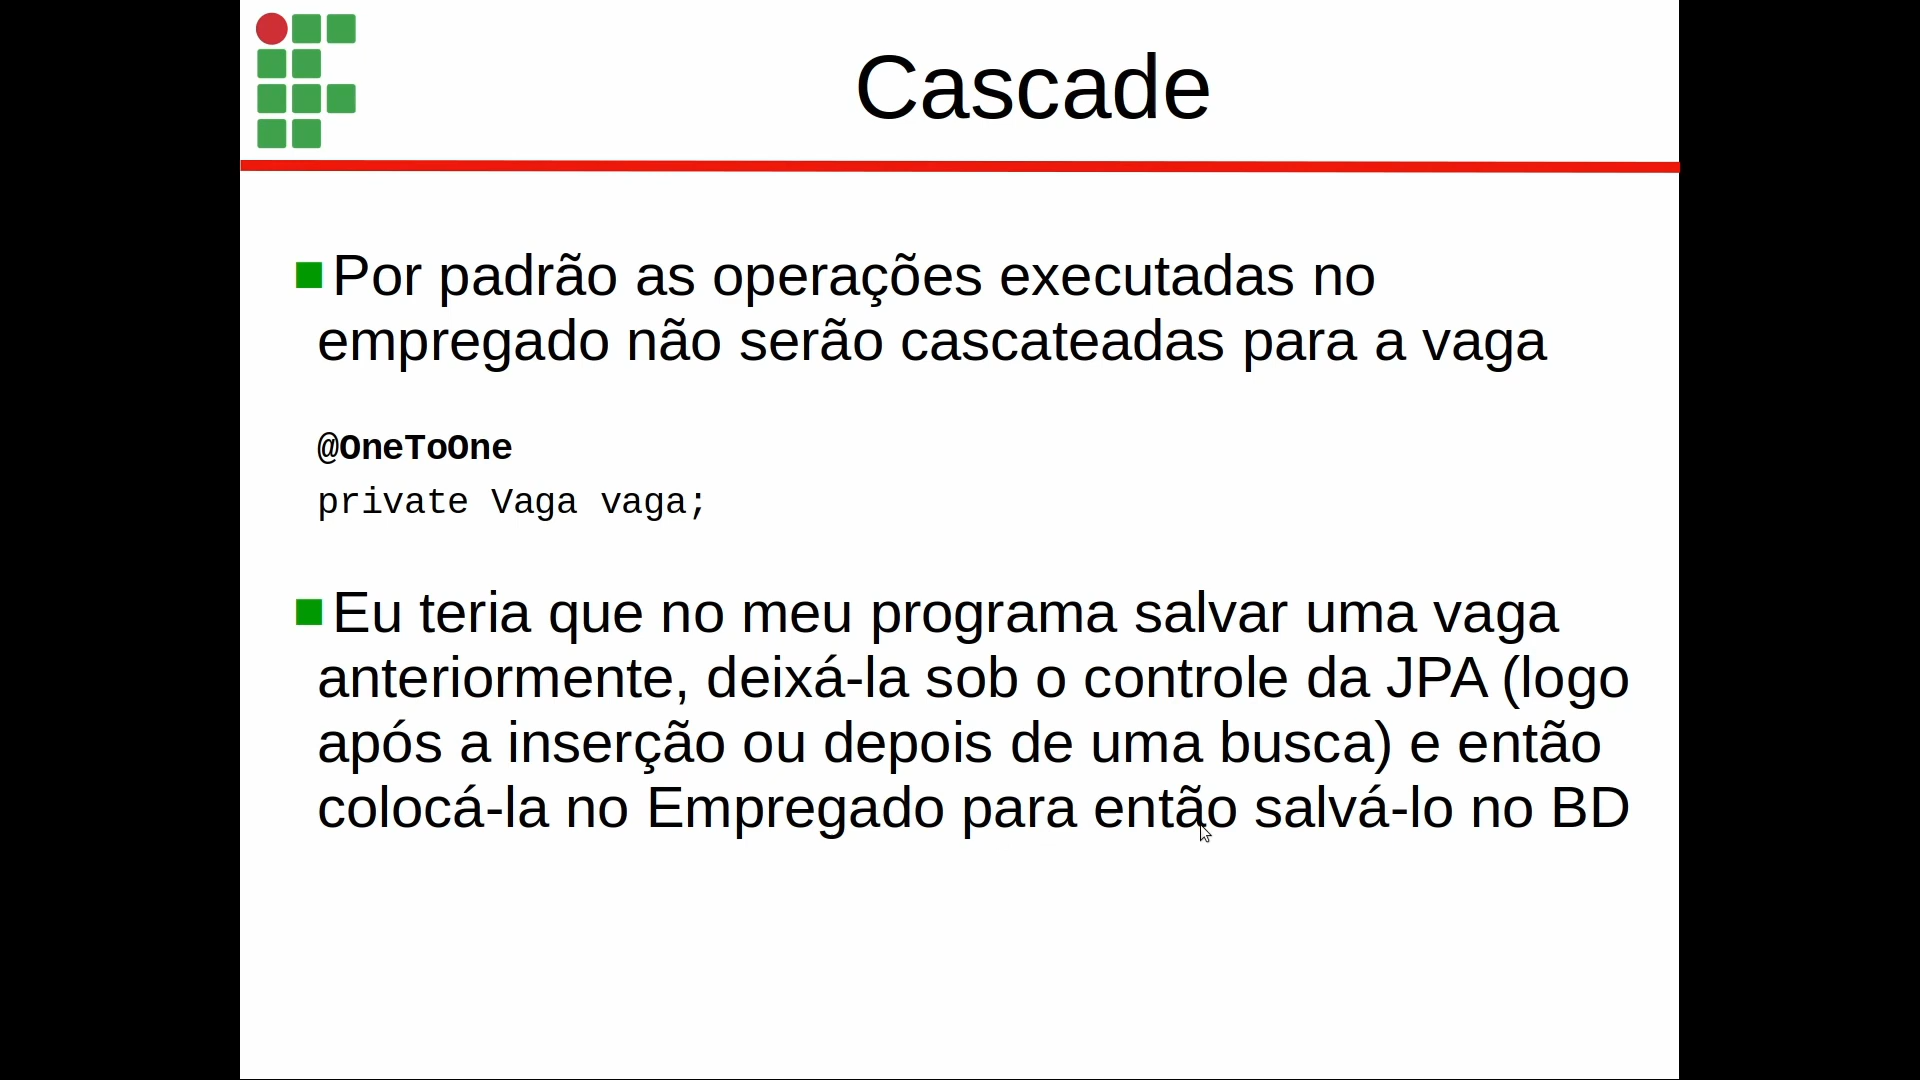 Cascade
Por padrão as operações executadas no
empregado não serão cascateadas para a vaga
@OneToOne
private Vaga vaga;
Eu teria que no meu programa salvar uma vaga
anteriormente, deixá-la sob o controle da JPA (logo
após a inserção ou depois de uma busca) e então
colocá-la no Empregado para então salvá-lo no BD